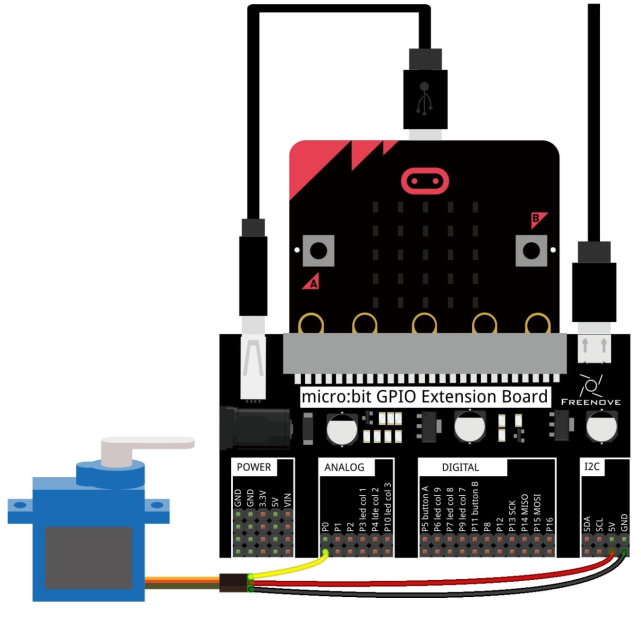 B
A
micro:bit GPIO Extension Board
FREENOVE
POWER
ANALOG
DIGITAL
I2C
GND
GND
3.3V
5V
VIN
P0
P1
P2
P3 led col 1
P4 lde col 2
P10 led col 3
P5 button A
P6 led col 9
P7 led col 8
P9 led col 7
P11 button B
P8
P12
P13 SCK
P14 MISO
P15 MOSI
P16
SDA
SCL
5V
GND